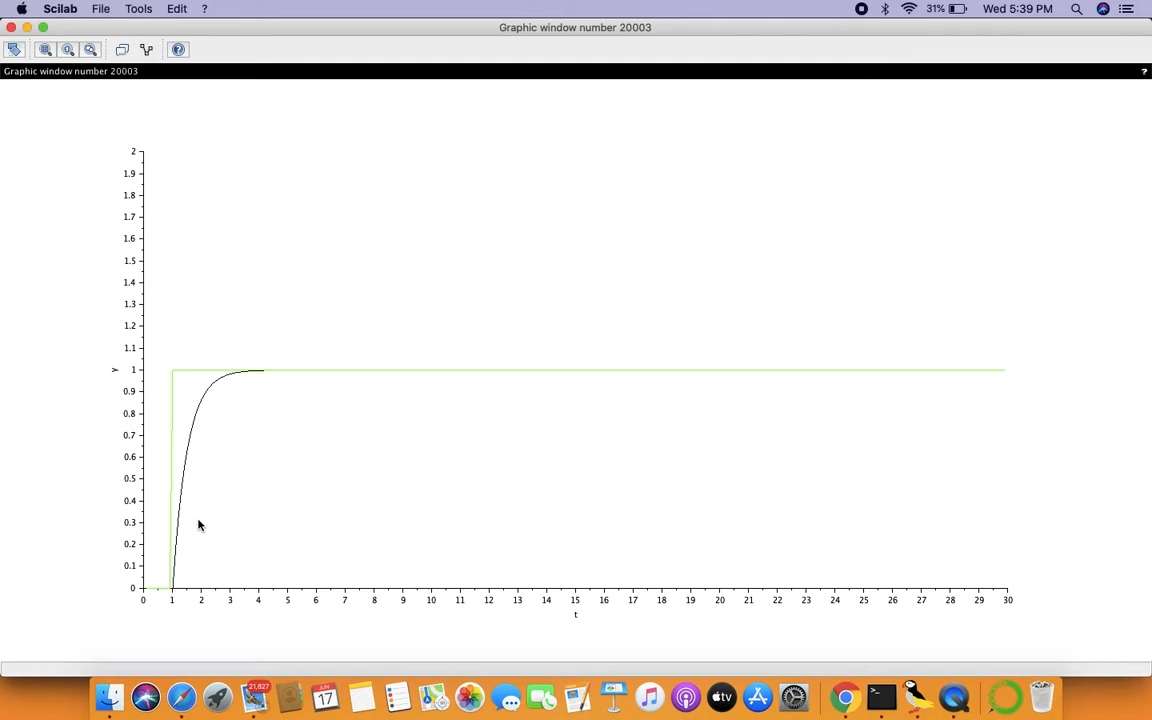 Scilab File Tools Edit ? 31% Wed 5:39 PM
Graphic window number 20003
Graphic window number 20003 ?
2
1.9
1.8
1.7
1.6
1.5
1.4
1.3
1.2
1.1
y 1
0.9
0.8
0.7
0.6
0.5
0.4
0.3
0.2
0.1
0
0 1 2 3 4 5 6 7 8 9 10 11 12 13 14 15 16 17 18 19 20 21 22 23 24 25 26 27 28 29 30
t
21,827 JUN 17 tv